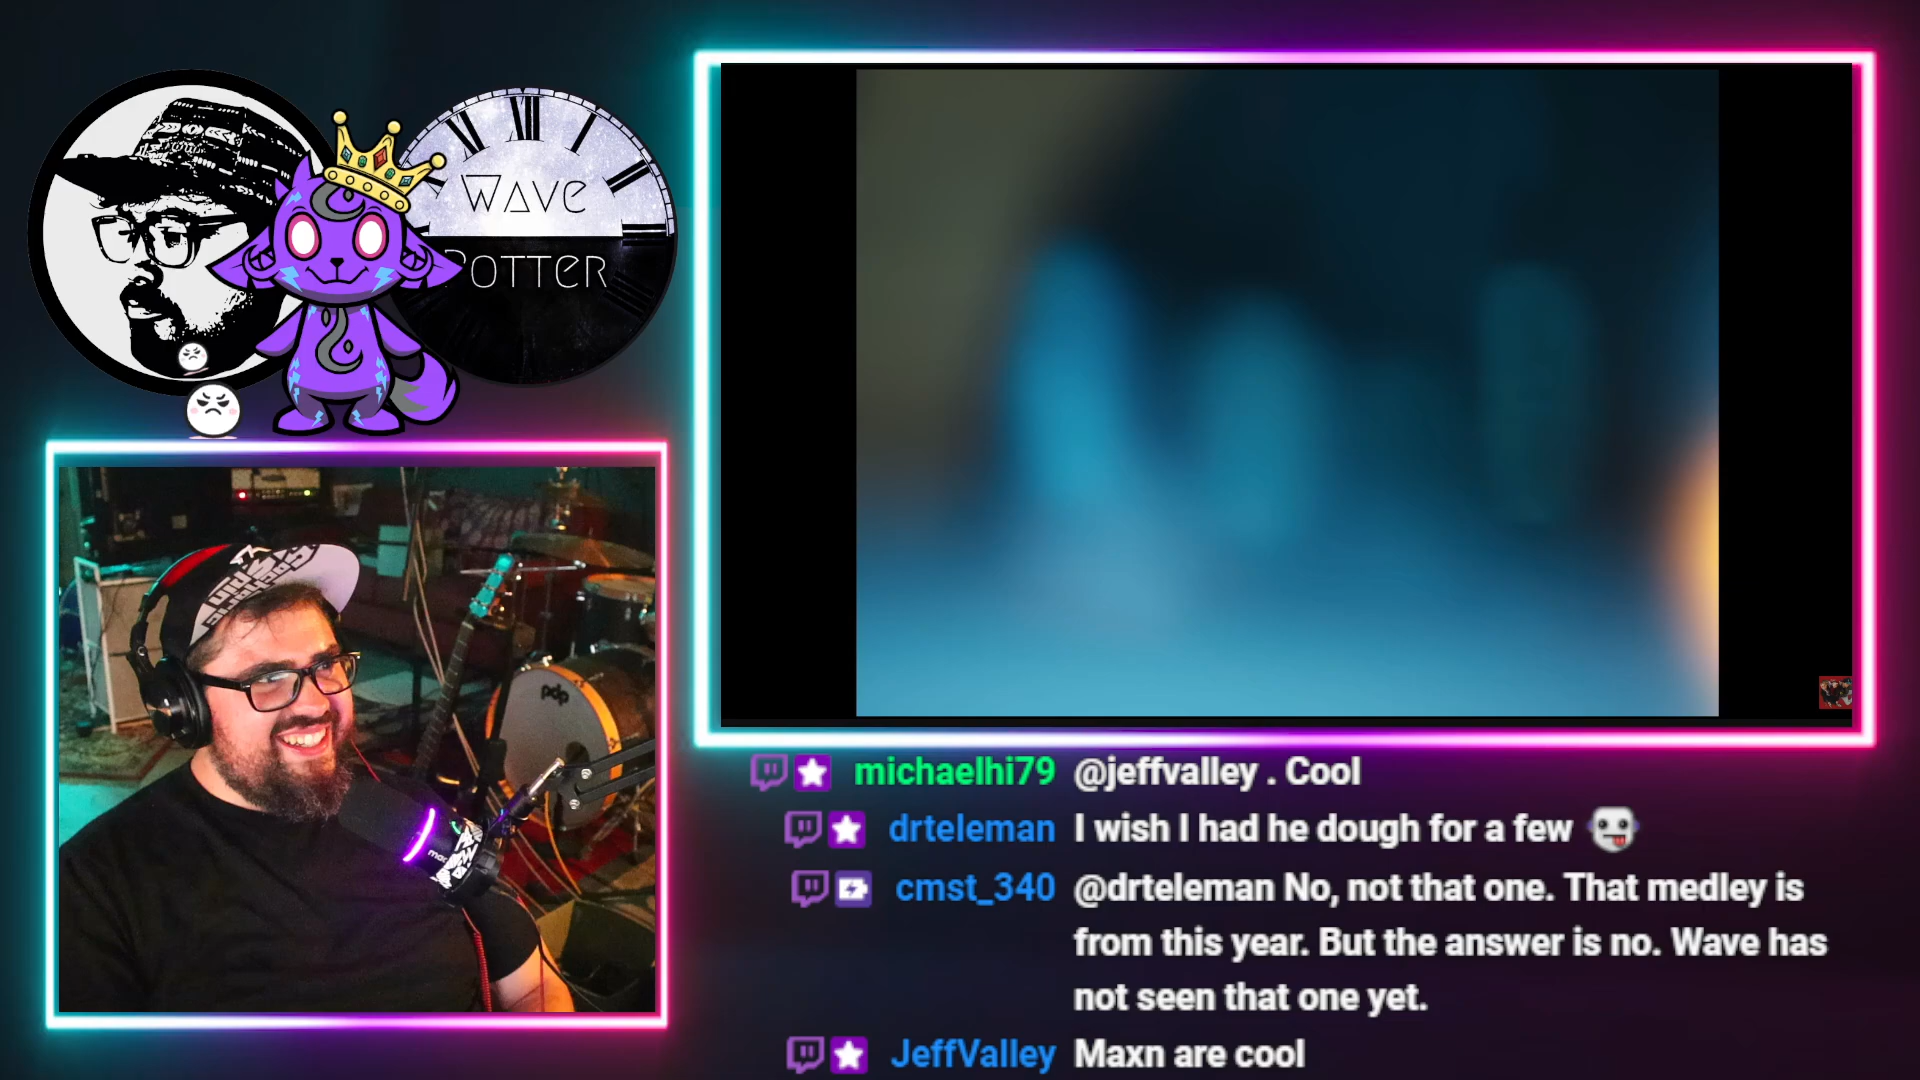 WAVE
POTTER
pdp
michaelhi79 @jeffvalley . Cool
drteleman I wish I had he dough for a few
cmst_340 @drteleman No, not that one. That medley is
from this year. But the answer is no. Wave has
not seen that one yet.
JeffValley Maxn are cool